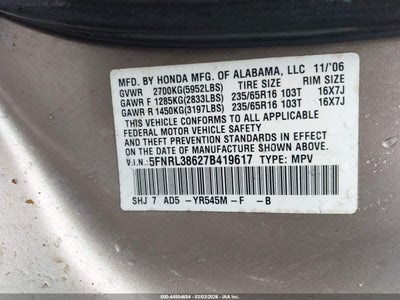 MFD. BY HONDA MFG. OF ALABAMA, LLC 11/'06
GVWR 2700KG(5952LBS) TIRE SIZE RIM SIZE
GAWR F 1285KG(2833LBS) 235/65R16 103T 16X7J
GAWR R 1450KG(3197LBS) 235/65R16 103T 16X7J
THIS VEHICLE CONFORMS TO ALL APPLICABLE
FEDERAL MOTOR VEHICLE SAFETY AND
THEFT PREVENTION STANDARDS IN EFFECT ON
THE DATE OF MANUFACTURE SHOWN ABOVE.
V.I.N.: 5FNRL38627B419617 TYPE: MPV
SHJ 7 AD5 -YR545M -F -B
000-44904684 - 03/03/2026 - IAA, Inc.